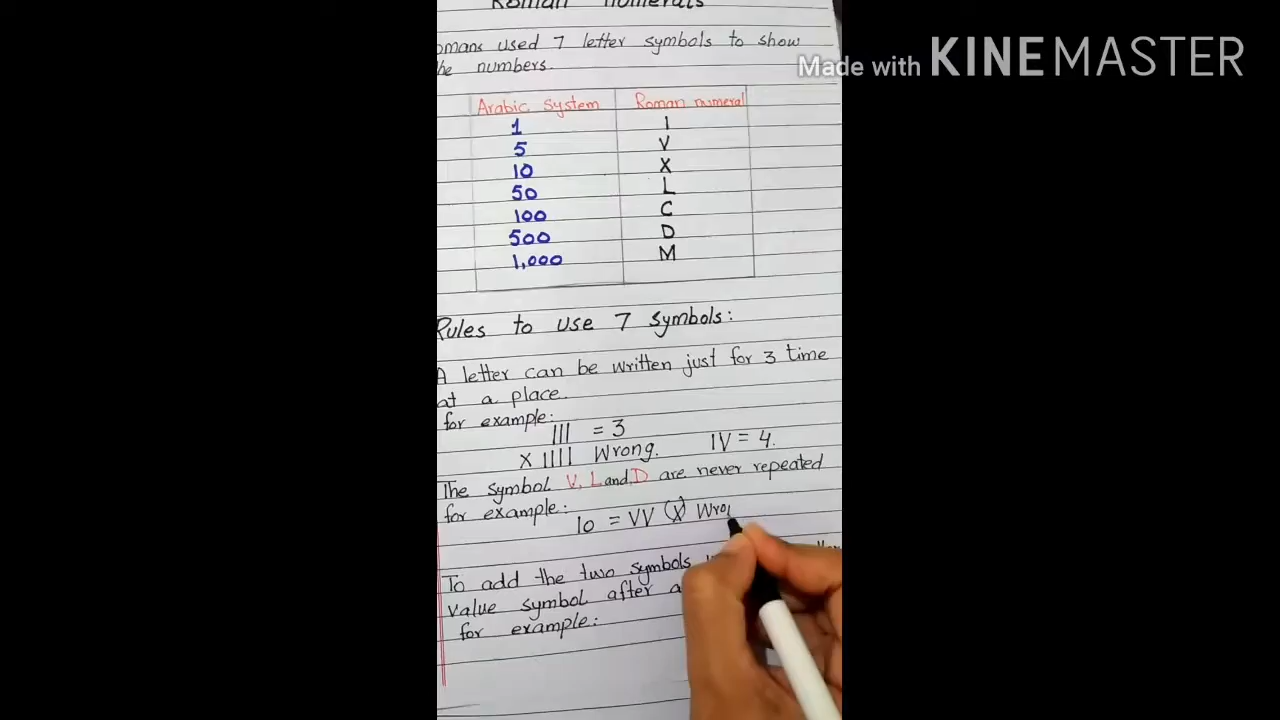 Roman numerals
omans used 7 letter symbols to show
he numbers.
Made with KINEMASTER
Arabic System Roman numeral
1 I
5 V
10 X
50 L
100 C
500 D
1,000 M
Rules to use 7 symbols:
A letter can be written just for 3 time
at a place.
for example:
III = 3
X IIII Wrong. IV = 4.
The symbol V, L and, D are never repeated
for example:
10 = VV (X) Wron
To add the two symbols
value symbol after a
for example: